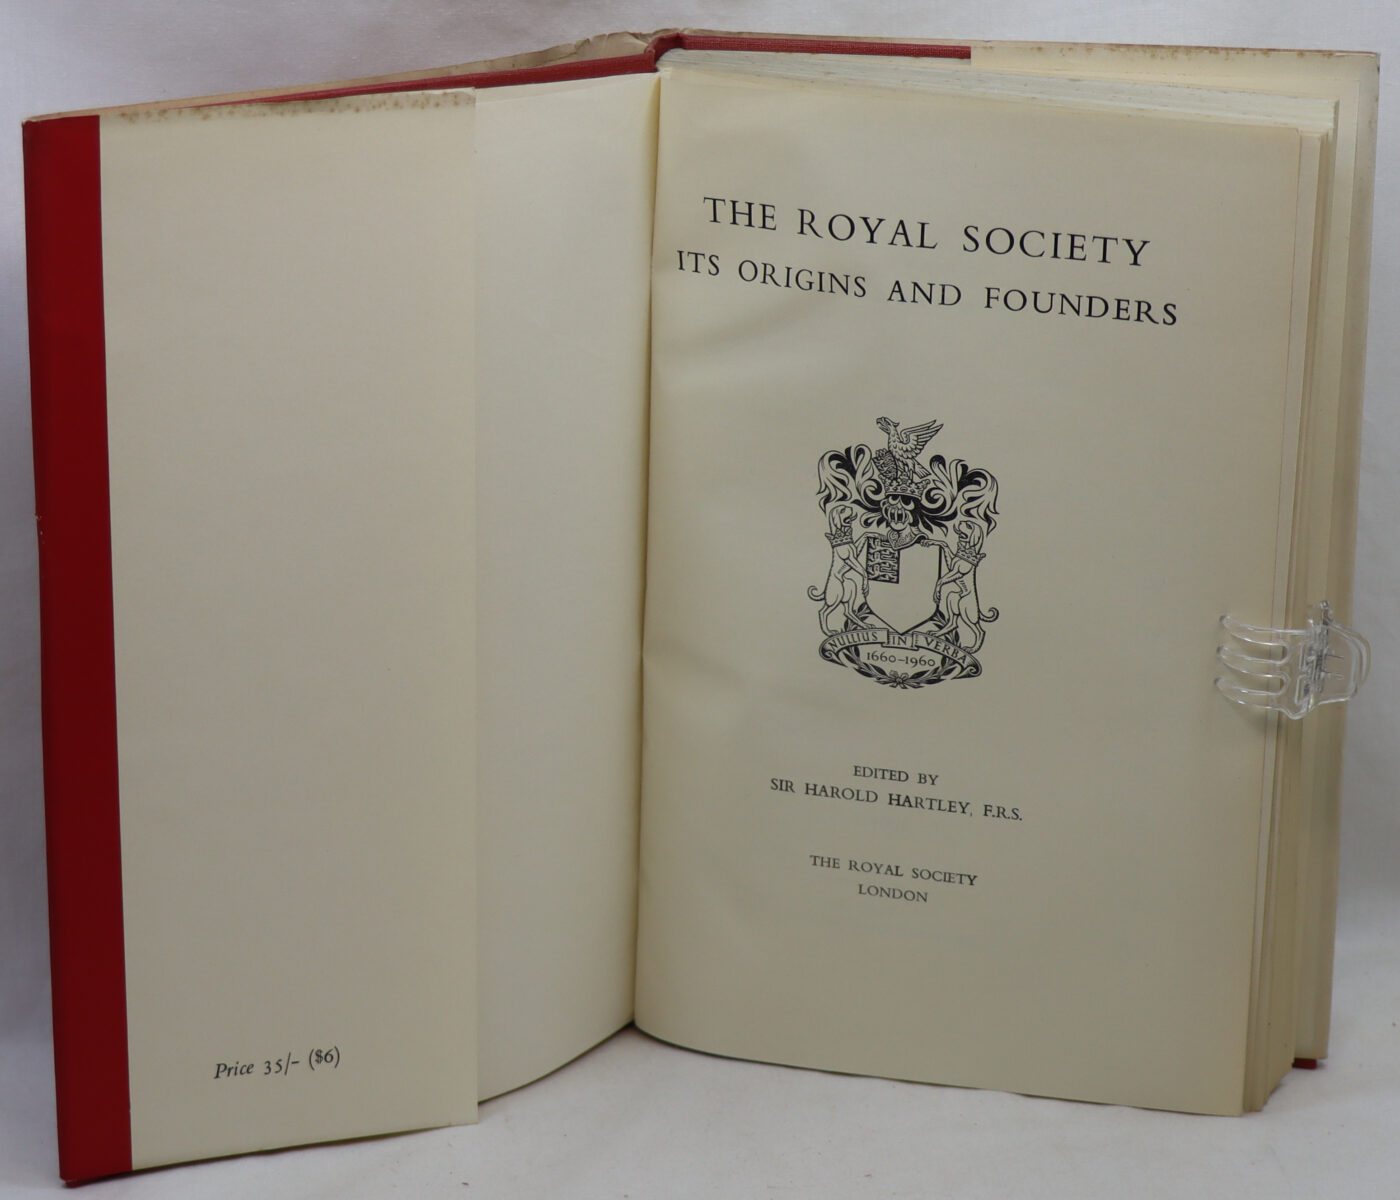 Price 35/- ($6)
THE ROYAL SOCIETY
ITS ORIGINS AND FOUNDERS
NULLIUS IN VERBA
1660-1960
EDITED BY
SIR HAROLD HARTLEY, F.R.S.
THE ROYAL SOCIETY
LONDON